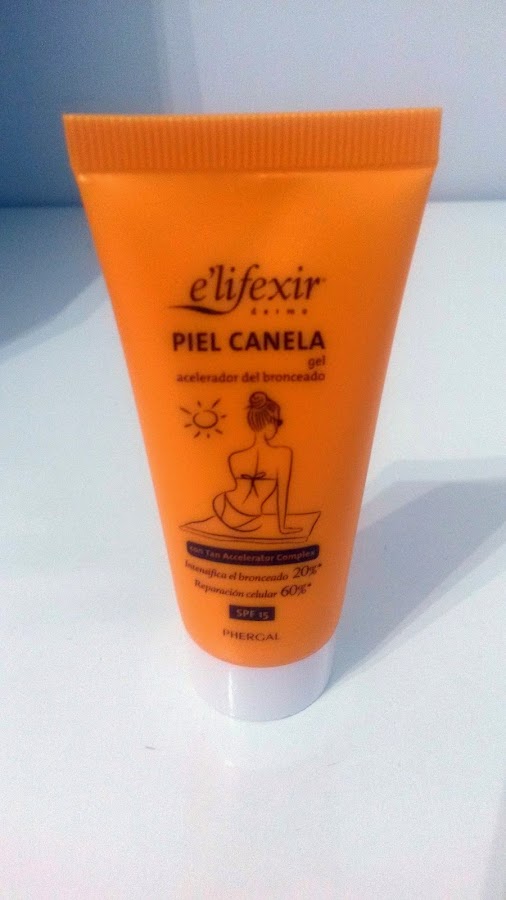 e'lifexir
dermo
PIEL CANELA
gel
acelerador del bronceado
con Tan Accelerator Complex
Intensifica el bronceado 20%*
Reparación celular 60%*
SPF 15
PHERGAL